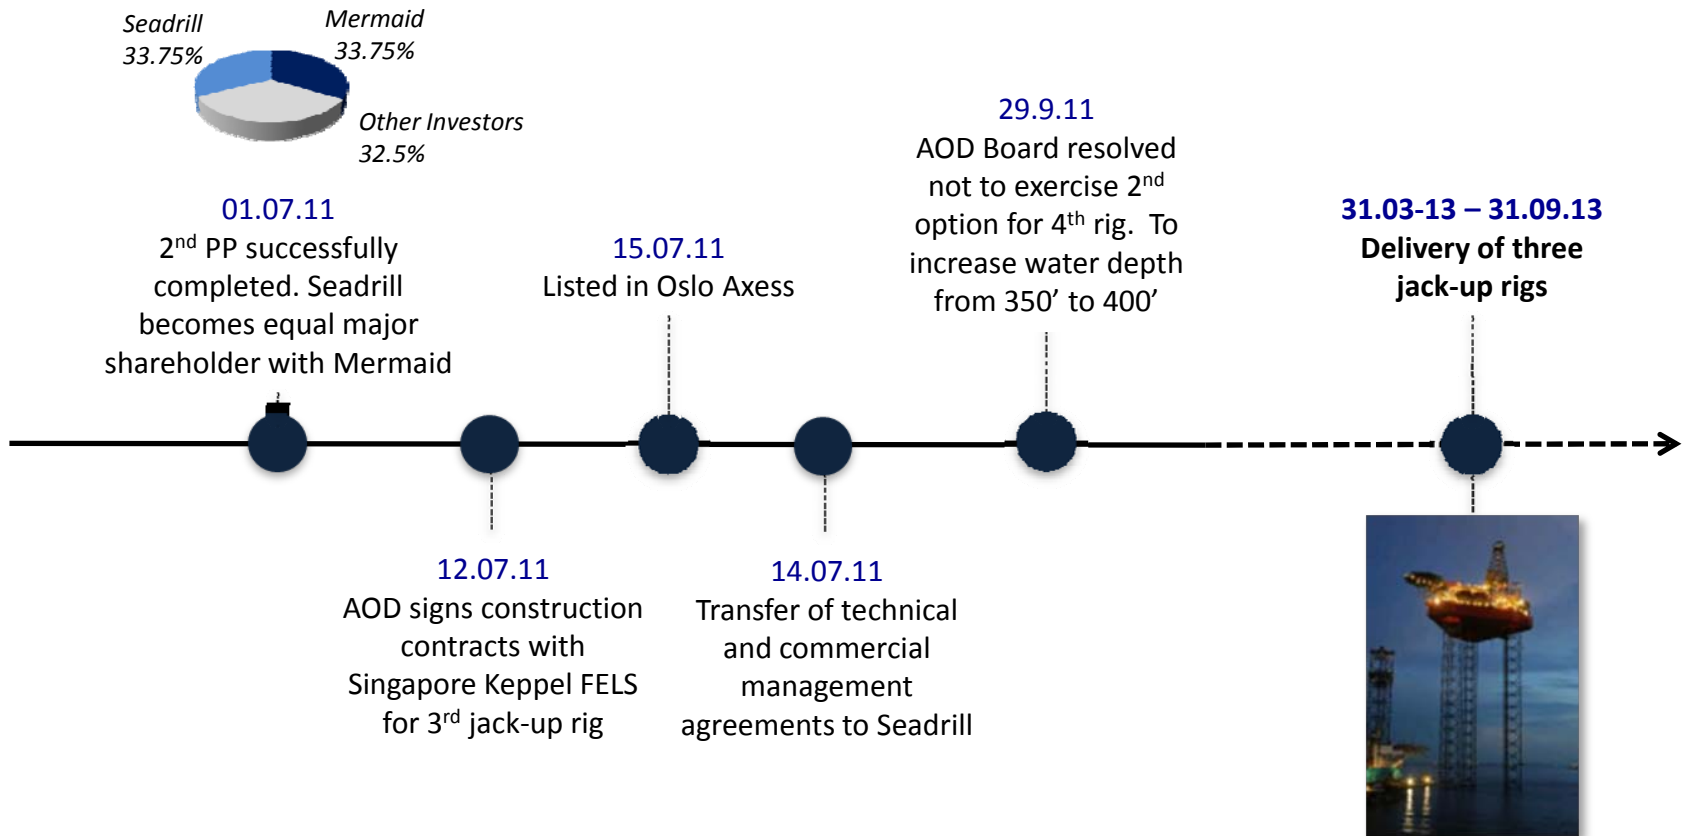 Seadrill
33.75%
Mermaid
33.75%
Other Investors
32.5%
01.07.11
2nd PP successfully
completed. Seadrill
becomes equal major
shareholder with Mermaid
12.07.11
AOD signs construction
contracts with
Singapore Keppel FELS
for 3rd jack-up rig
15.07.11
Listed in Oslo Axess
14.07.11
Transfer of technical
and commercial
management
agreements to Seadrill
29.9.11
AOD Board resolved
not to exercise 2nd
option for 4th rig.  To
increase water depth
from 350’ to 400’
31.03-13 – 31.09.13
Delivery of three
jack-up rigs